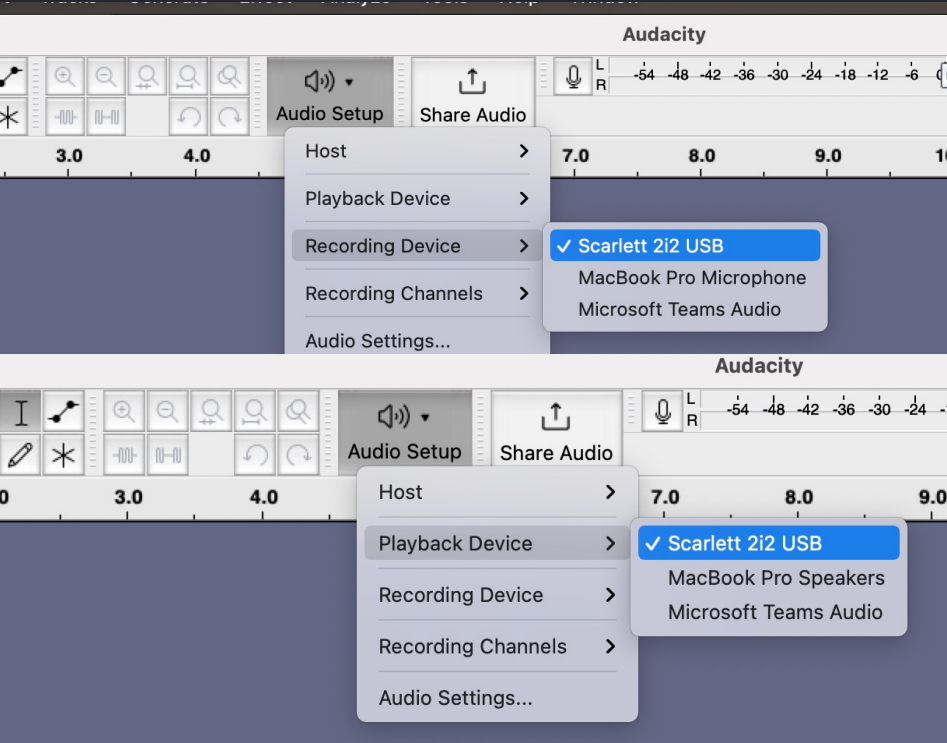 Audacity
L
R
-54 -48 -42 -36 -30 -24 -18 -12 -6
Audio Setup
Share Audio
3.0 4.0 7.0 8.0 9.0
Host
Playback Device
Recording Device
Scarlett 2i2 USB
MacBook Pro Microphone
Recording Channels
Microsoft Teams Audio
Audio Settings...
Audacity
L
R
-54 -48 -42 -36 -30 -24
Audio Setup
Share Audio
0 3.0 4.0 7.0 8.0 9.0
Host
Playback Device
Scarlett 2i2 USB
MacBook Pro Speakers
Recording Device
Microsoft Teams Audio
Recording Channels
Audio Settings...